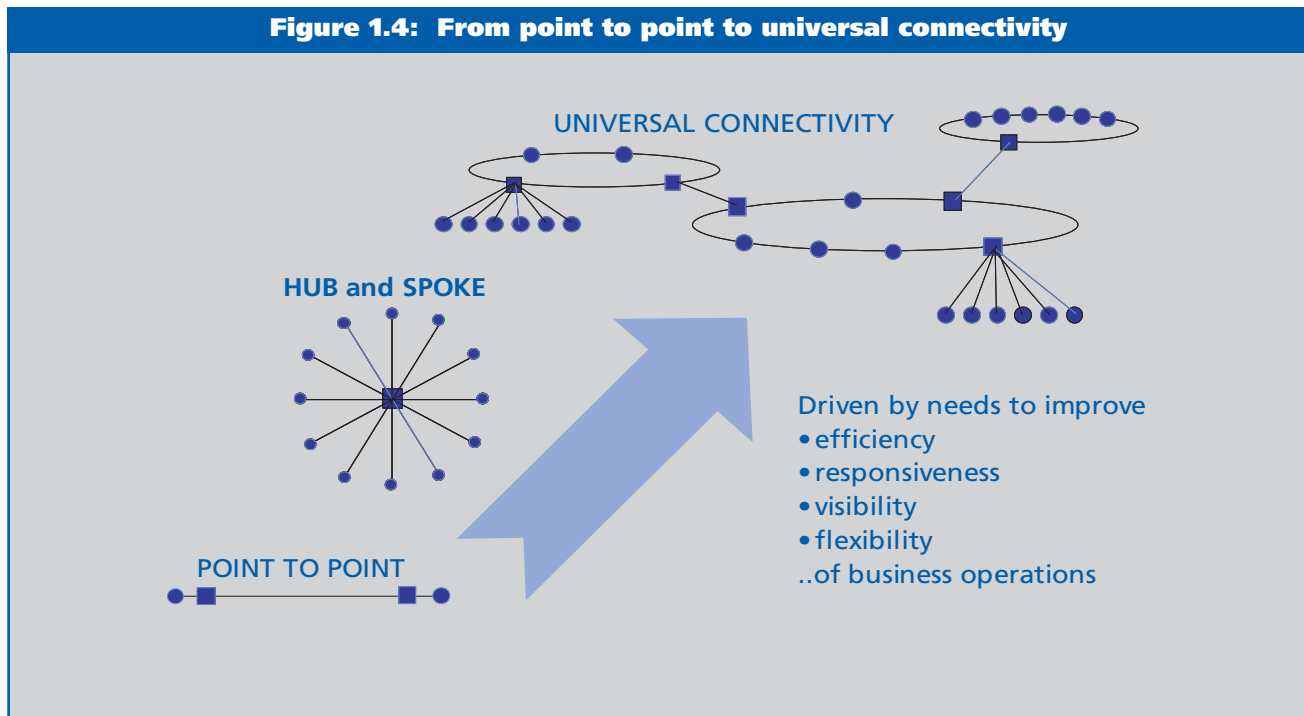 Figure 1.4: From point to point to universal connectivity
UNIVERSAL CONNECTIVITY
HUB and SPOKE
POINT TO POINT
Driven by needs to improve
• efficiency
• responsiveness
• visibility
• flexibility
..of business operations